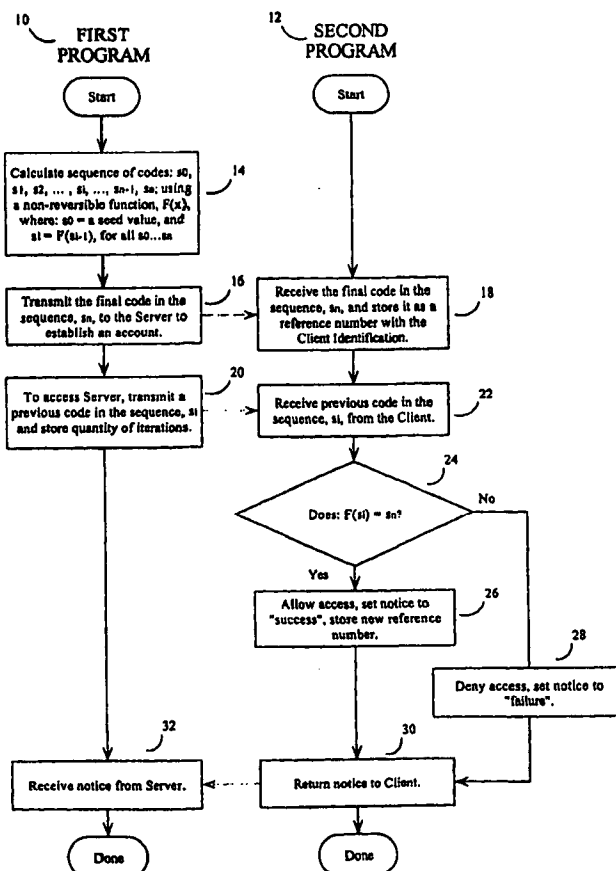 10
FIRST
PROGRAM
12
SECOND
PROGRAM
Start
Start
Calculate sequence of codes: s0,
s1, s2, ... , si, ..., sn-1, sn; using
a non-reversible function, F(x),
where: s0 = a seed value, and
si = F(si-1), for all s0...sn
14
Transmit the final code in the
sequence, sn, to the Server to
establish an account.
16
Receive the final code in the
sequence, sn, and store it as a
reference number with the
Client Identification.
18
To access Server, transmit a
previous code in the sequence, si
and store quantity of iterations.
20
Receive previous code in the
sequence, si, from the Client.
22
24
Does: F(si) = sn?
No
Yes
Allow access, set notice to
"success", store new reference
number.
26
28
Deny access, set notice to
"failure".
32
Receive notice from Server.
30
Return notice to Client.
Done
Done